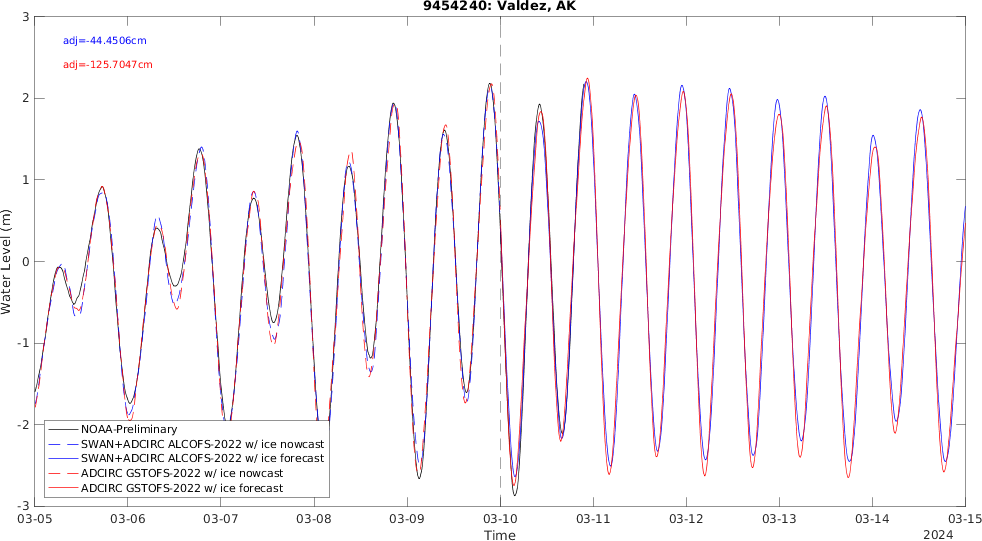 9454240: Valdez, AK
adj=-44.4506cm
adj=-125.7047cm
3
2
1
0
-1
-2
-3
Water Level (m)
NOAA-Preliminary
SWAN+ADCIRC ALCOFS-2022 w/ ice nowcast
SWAN+ADCIRC ALCOFS-2022 w/ ice forecast
ADCIRC GSTOFS-2022 w/ ice nowcast
ADCIRC GSTOFS-2022 w/ ice forecast
03-05 03-06 03-07 03-08 03-09 03-10 03-11 03-12 03-13 03-14 03-15
Time
2024